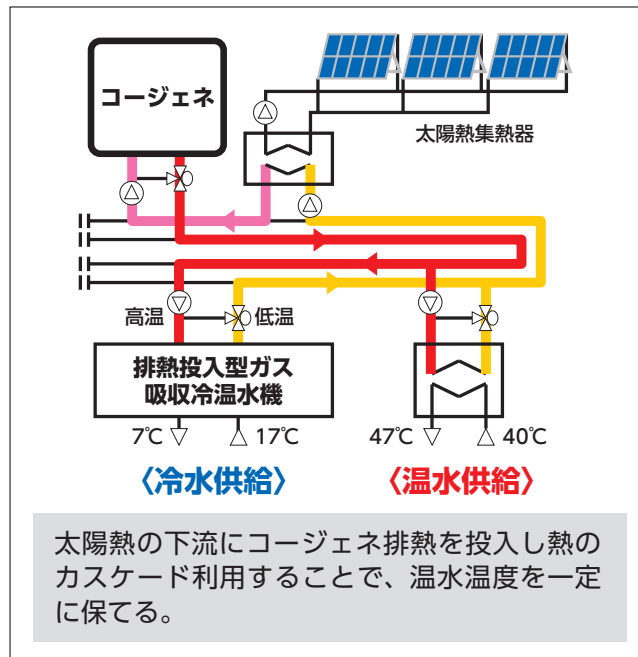 コージェネ
太陽熱集熱器
高温
低温
排熱投入型ガス
吸収冷温水機
7℃ 17℃ 47℃ 40℃
〈冷水供給〉 〈温水供給〉
太陽熱の下流にコージェネ排熱を投入し熱の
カスケード利用することで、温水温度を一定
に保てる。